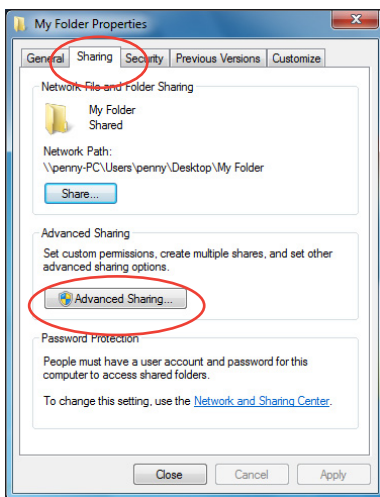 My Folder Properties
General Sharing Security Previous Versions Customize
Network File and Folder Sharing
My Folder
Shared
Network Path:
\\penny-PC\Users\penny\Desktop\My Folder
Share...
Advanced Sharing
Set custom permissions, create multiple shares, and set other
advanced sharing options.
Advanced Sharing...
Password Protection
People must have a user account and password for this
computer to access shared folders.
To change this setting, use the Network and Sharing Center.
Close Cancel Apply